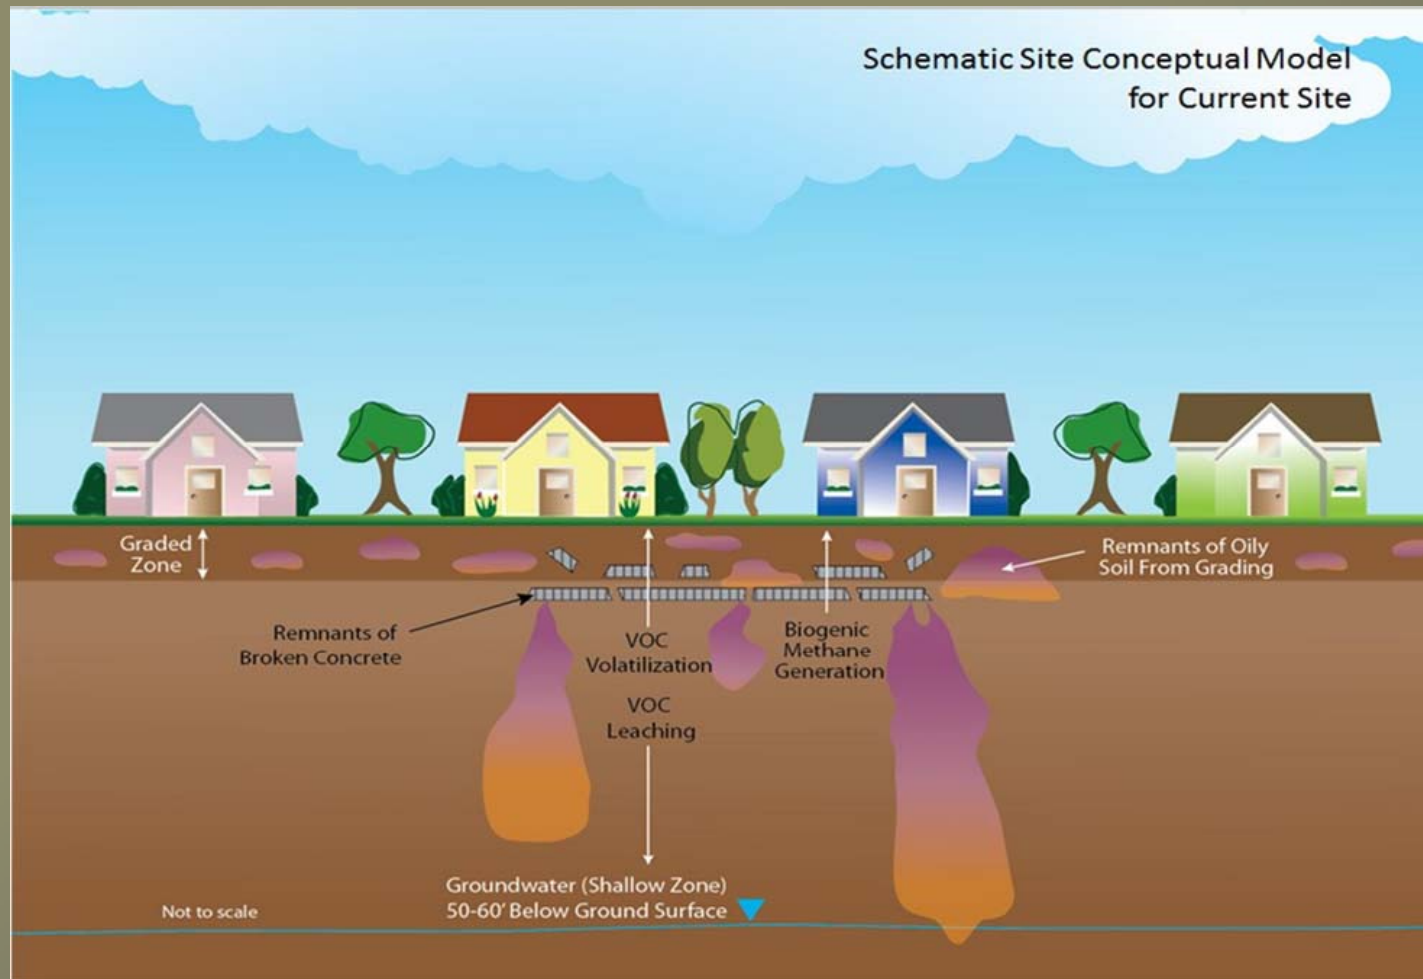 Schematic Site Conceptual Model
for Current Site
Graded
Zone
Remnants of Oily
Soil From Grading
Remnants of
Broken Concrete
VOC
Volatilization
Biogenic
Methane
Generation
VOC
Leaching
Groundwater (Shallow Zone)
50-60' Below Ground Surface
Not to scale